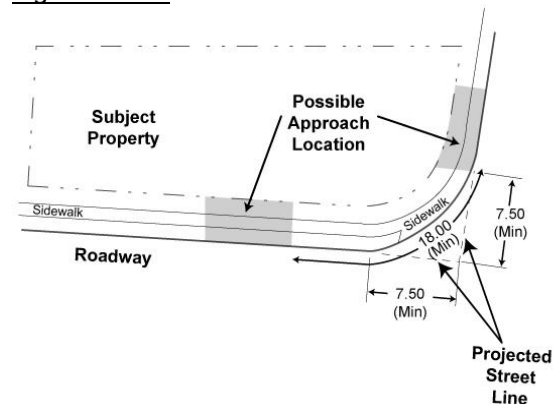 Subject
Property
Possible
Approach
Location
Sidewalk
Sidewalk
Roadway
18.00
(Min)
7.50
(Min)
7.50
(Min)
Projected
Street
Line